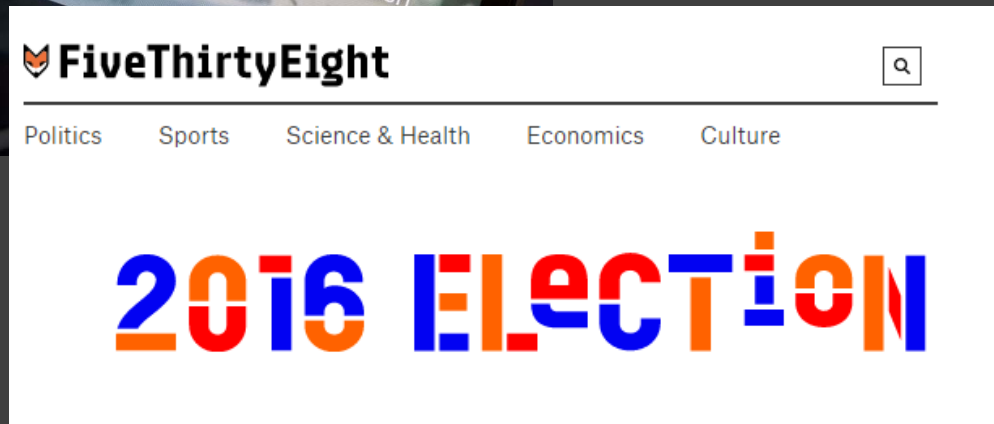 FiveThirtyEight
Politics Sports Science & Health Economics Culture
2016 ELeCTioN